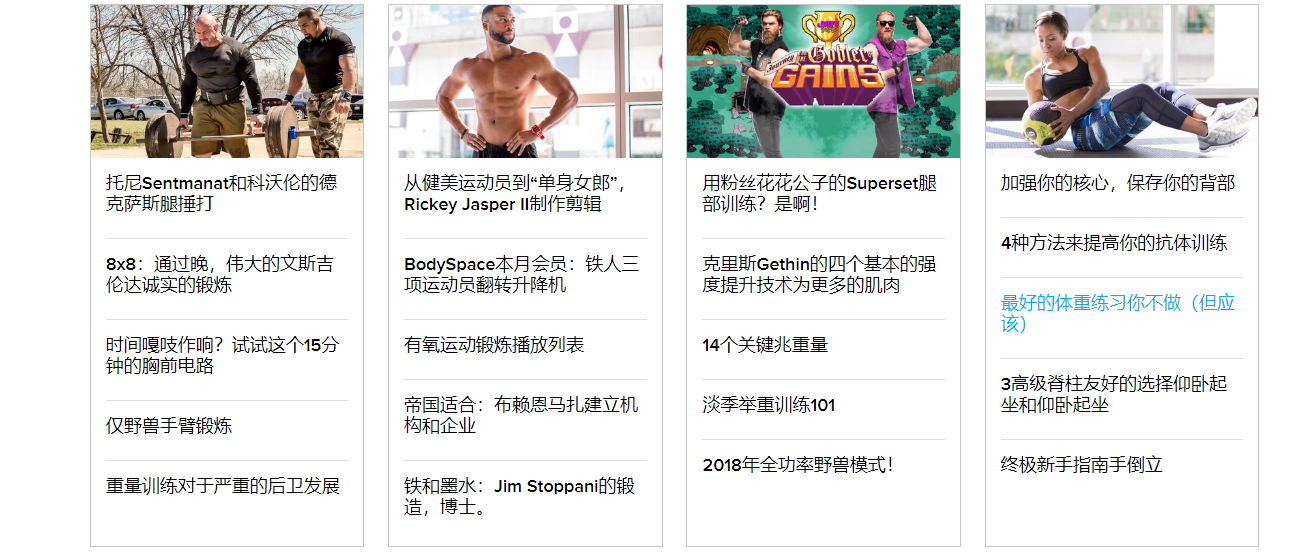 JOURNEY OF THE
Goblet
GAINS
托尼Sentmanat和科沃伦的德
克萨斯腿捶打
8x8：通过晚，伟大的文斯吉
伦达诚实的锻炼
时间嘎吱作响？试试这个15分
钟的胸前电路
仅野兽手臂锻炼
重量训练对于严重的后卫发展
从健美运动员到“单身女郎”，
Rickey Jasper II制作剪辑
BodySpace本月会员：铁人三
项运动员翻转升降机
有氧运动锻炼播放列表
帝国适合：布赖恩马扎建立机
构和企业
铁和墨水：Jim Stoppani的锻
造，博士。
用粉丝花花公子的Superset腿
部训练？是啊！
克里斯Gethin的四个基本的强
度提升技术为更多的肌肉
14个关键兆重量
淡季举重训练101
2018年全功率野兽模式！
加强你的核心，保存你的背部
4种方法来提高你的抗体训练
最好的体重练习你不做（但应
该）
3高级脊柱友好的选择仰卧起
坐和仰卧起坐
终极新手指南手倒立